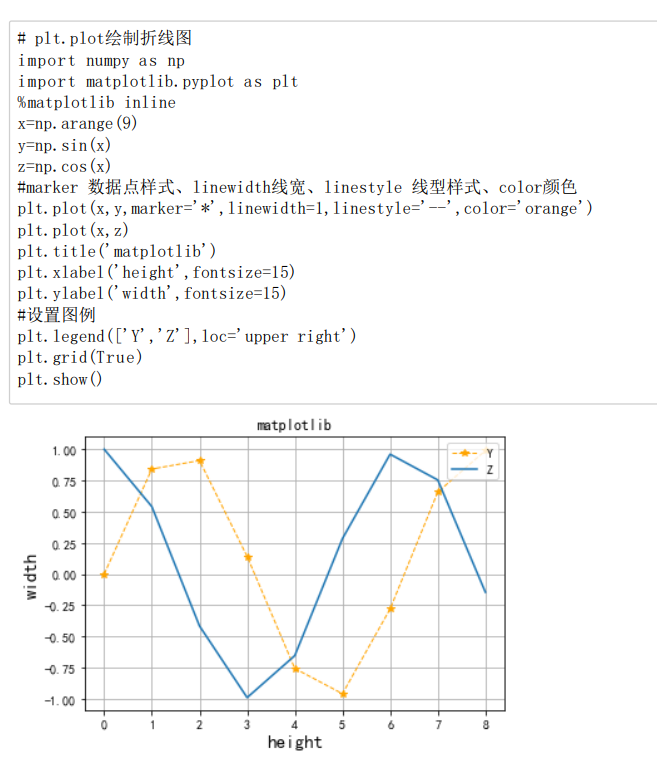 # plt.plot绘制折线图
import numpy as np
import matplotlib.pyplot as plt
%matplotlib inline
x=np.arange(9)
y=np.sin(x)
z=np.cos(x)
#marker 数据点样式、linewidth线宽、linestyle 线型样式、color颜色
plt.plot(x,y,marker='*',linewidth=1,linestyle='--',color='orange')
plt.plot(x,z)
plt.title('matplotlib')
plt.xlabel('height',fontsize=15)
plt.ylabel('width',fontsize=15)
#设置图例
plt.legend(['Y','Z'],loc='upper right')
plt.grid(True)
plt.show()
matplotlib
Y
Z
1.00
0.75
0.50
0.25
0.00
-0.25
-0.50
-0.75
-1.00
width
0 1 2 3 4 5 6 7 8
height